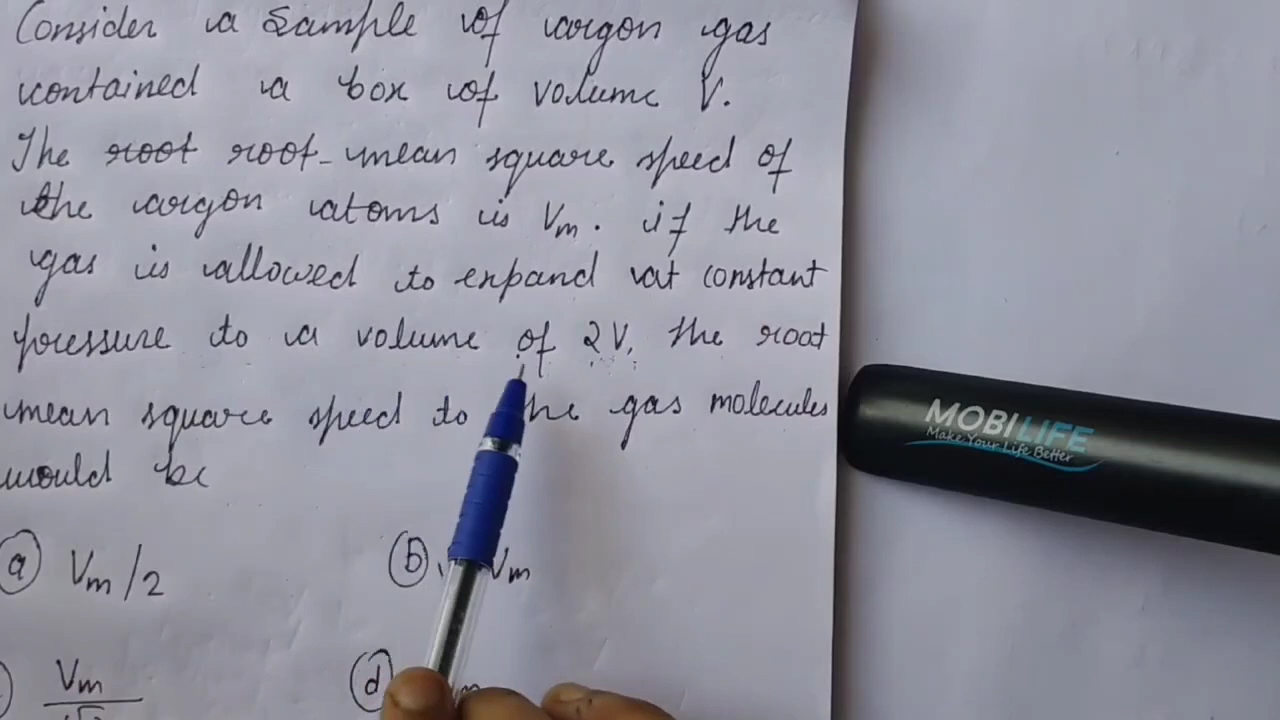 Consider a sample of argon gas
contained a box of volume V.
The root root-mean square speed of
the argon atoms is Vm. if the
gas is allowed to expand at constant
pressure to a volume of 2V, the root
mean square speed to the gas molecules
would be
(a) Vm/2
(b) Vm
Vm
(d)
MOBILIFE
Make Your Life Better